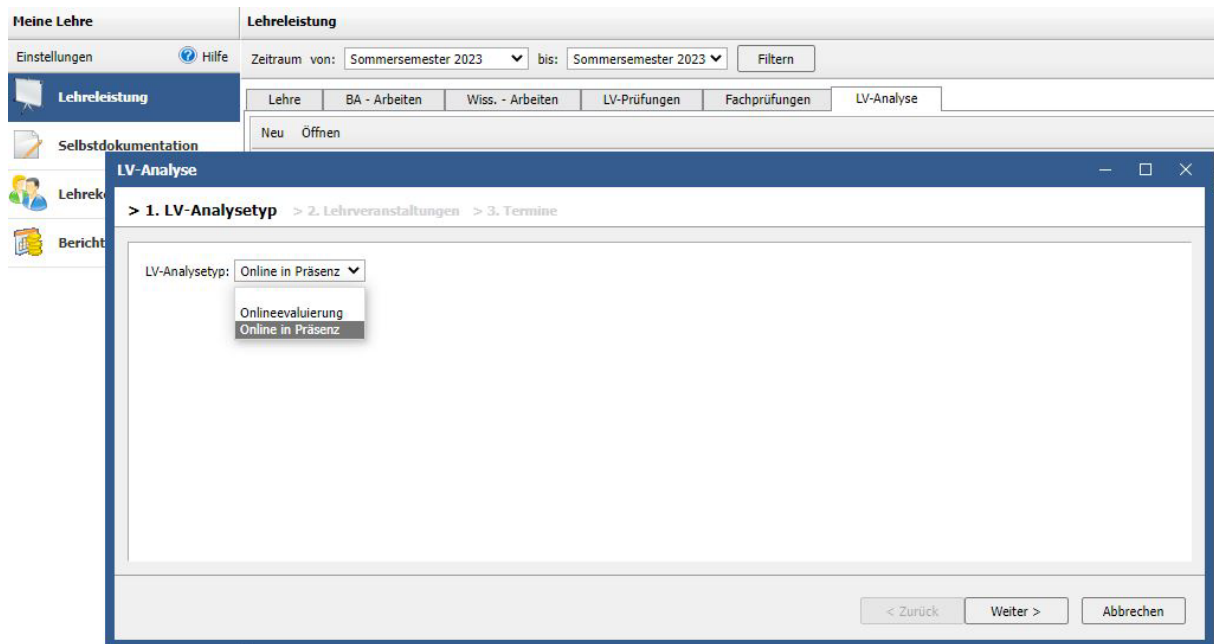 Meine Lehre
Einstellungen Hilfe
Lehreleistung
Selbstdokumentation
Bericht
Lehreleistung
Zeitraum von: Sommersemester 2023 bis: Sommersemester 2023 Filtern
Lehre BA - Arbeiten Wiss. - Arbeiten LV-Prüfungen Fachprüfungen LV-Analyse
Neu Öffnen
LV-Analyse
> 1. LV-Analysetyp > 2. Lehrveranstaltungen > 3. Termine
LV-Analysetyp: Online in Präsenz
Onlineevaluierung
Online in Präsenz
< Zurück Weiter > Abbrechen